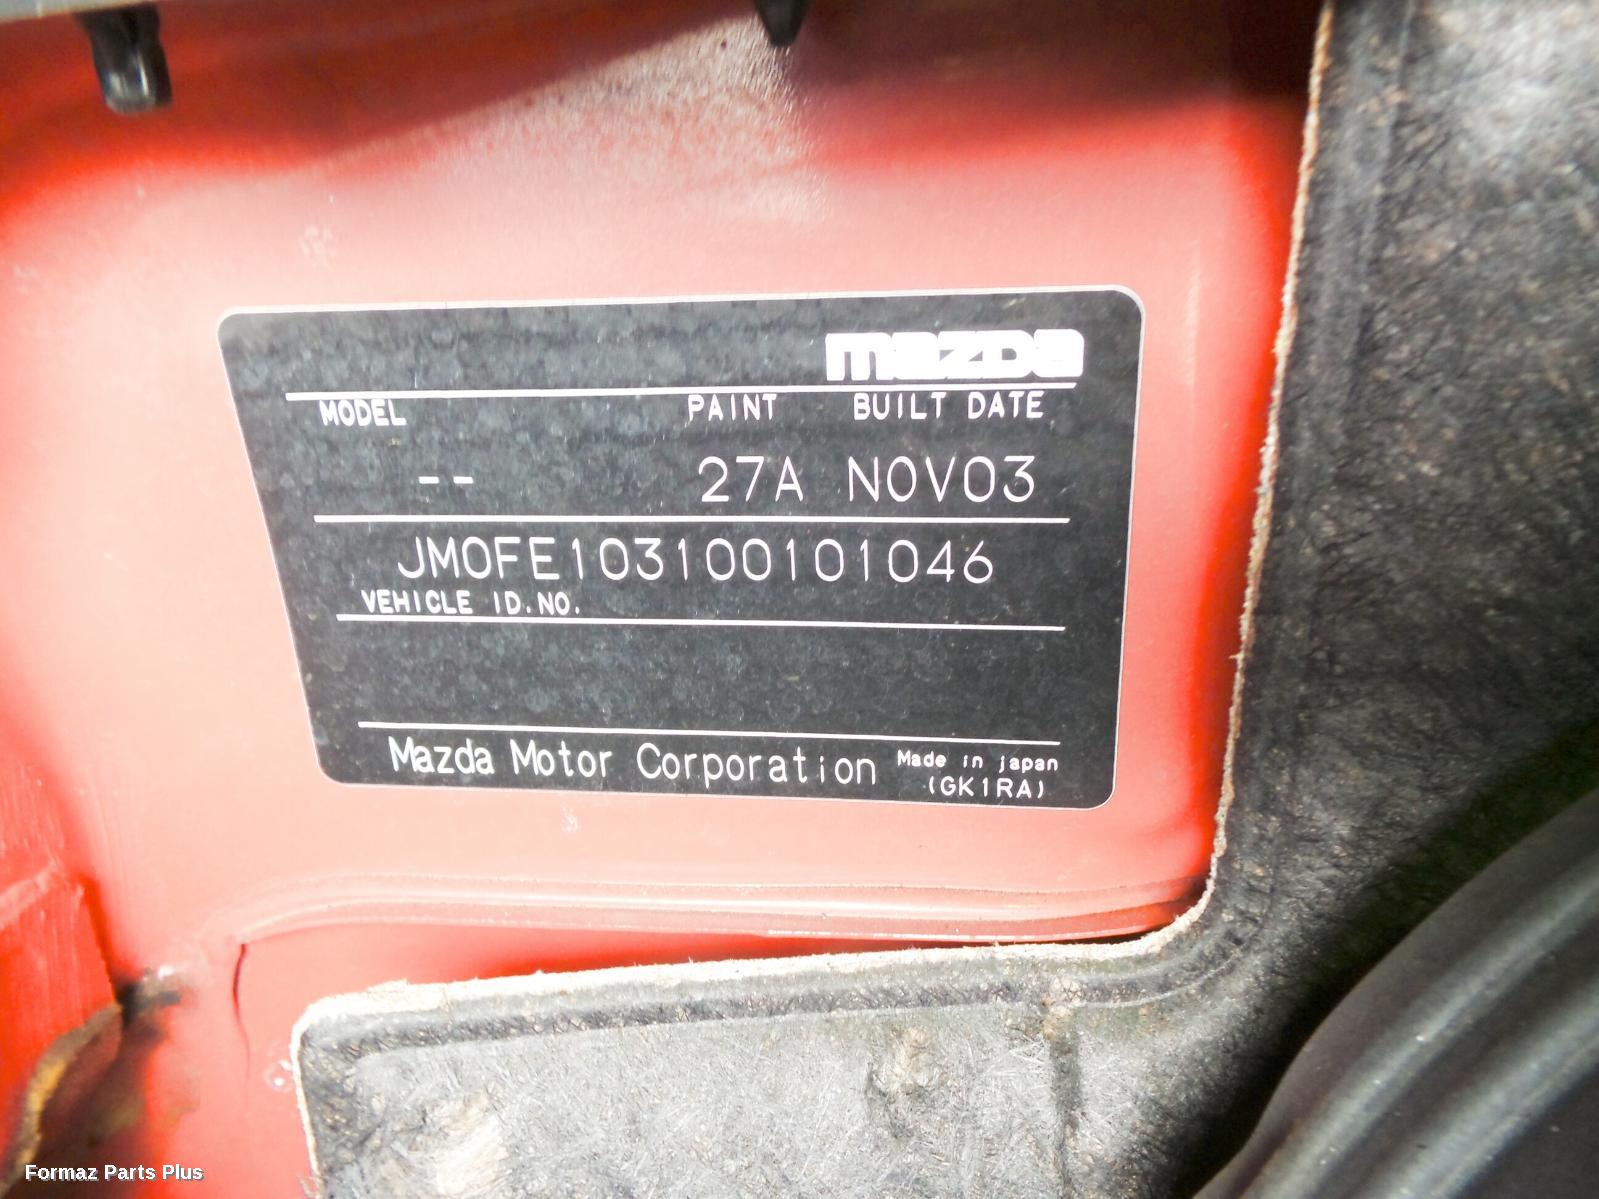 mazda
MODEL PAINT BUILT DATE
-- 27A NOV03
JM0FE103100101046
VEHICLE ID.NO.
Mazda Motor Corporation Made in japan
(GK1RA)
Formaz Parts Plus